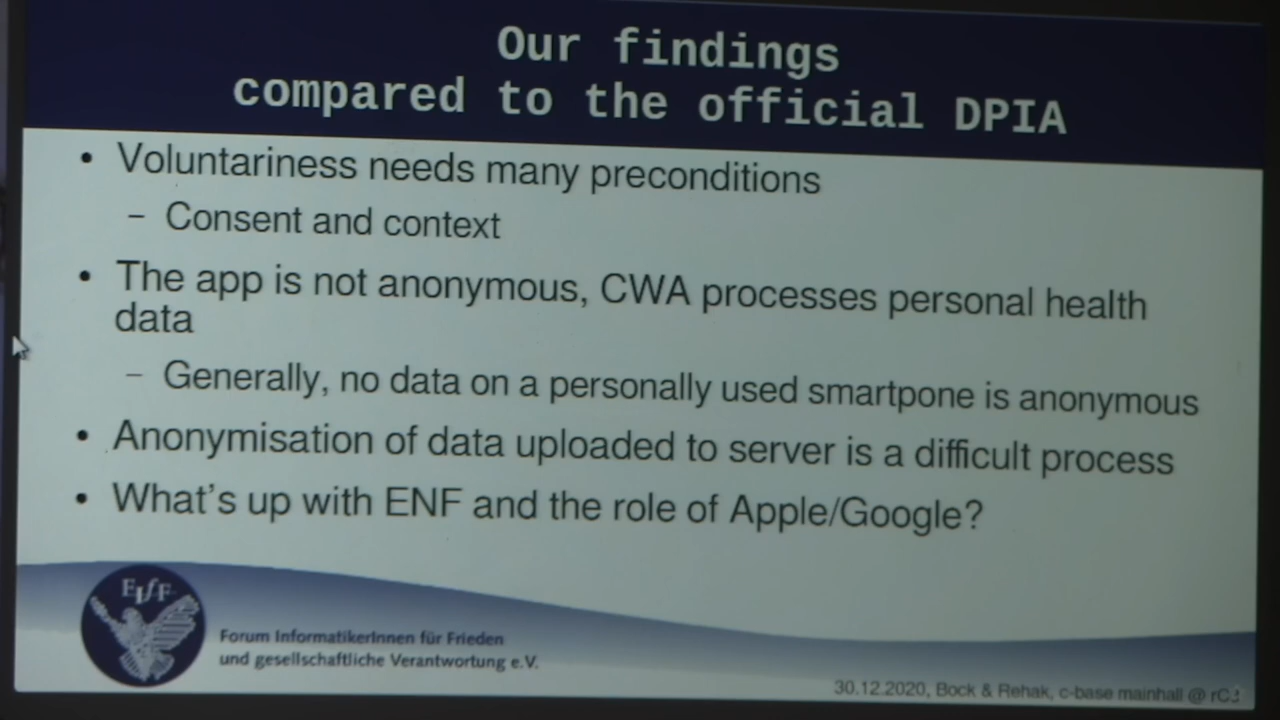 Our findings
compared to the official DPIA
• Voluntariness needs many preconditions
– Consent and context
• The app is not anonymous, CWA processes personal health
data
– Generally, no data on a personally used smartpone is anonymous
• Anonymisation of data uploaded to server is a difficult process
• What's up with ENF and the role of Apple/Google?
FIfF
Forum InformatikerInnen für Frieden
und gesellschaftliche Verantwortung e.V.
30.12.2020, Bock & Rehak, c-base mainhall @ rC3